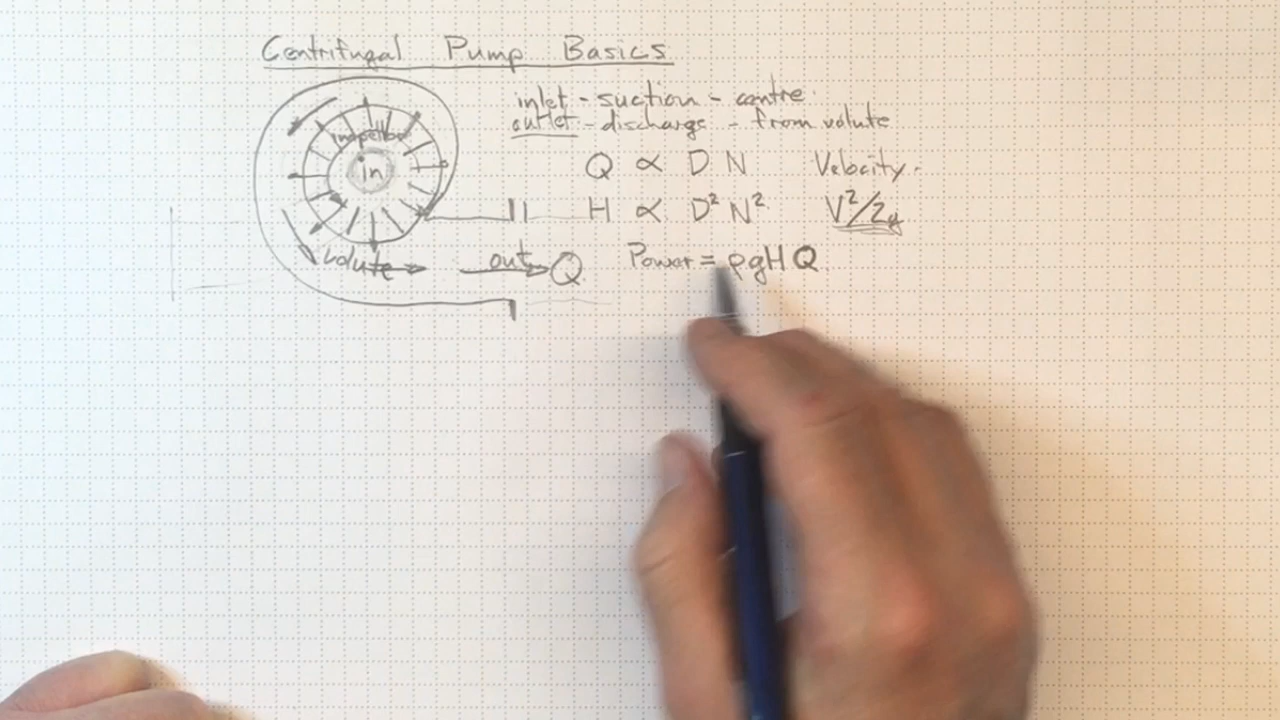 Centrifugal Pump Basics
inlet - suction - centre
outlet - discharge - from volute
impeller
in
Q ∝ D N Velocity.
H ∝ D² N² V²/2g
volute
out Q
Power = ρgHQ